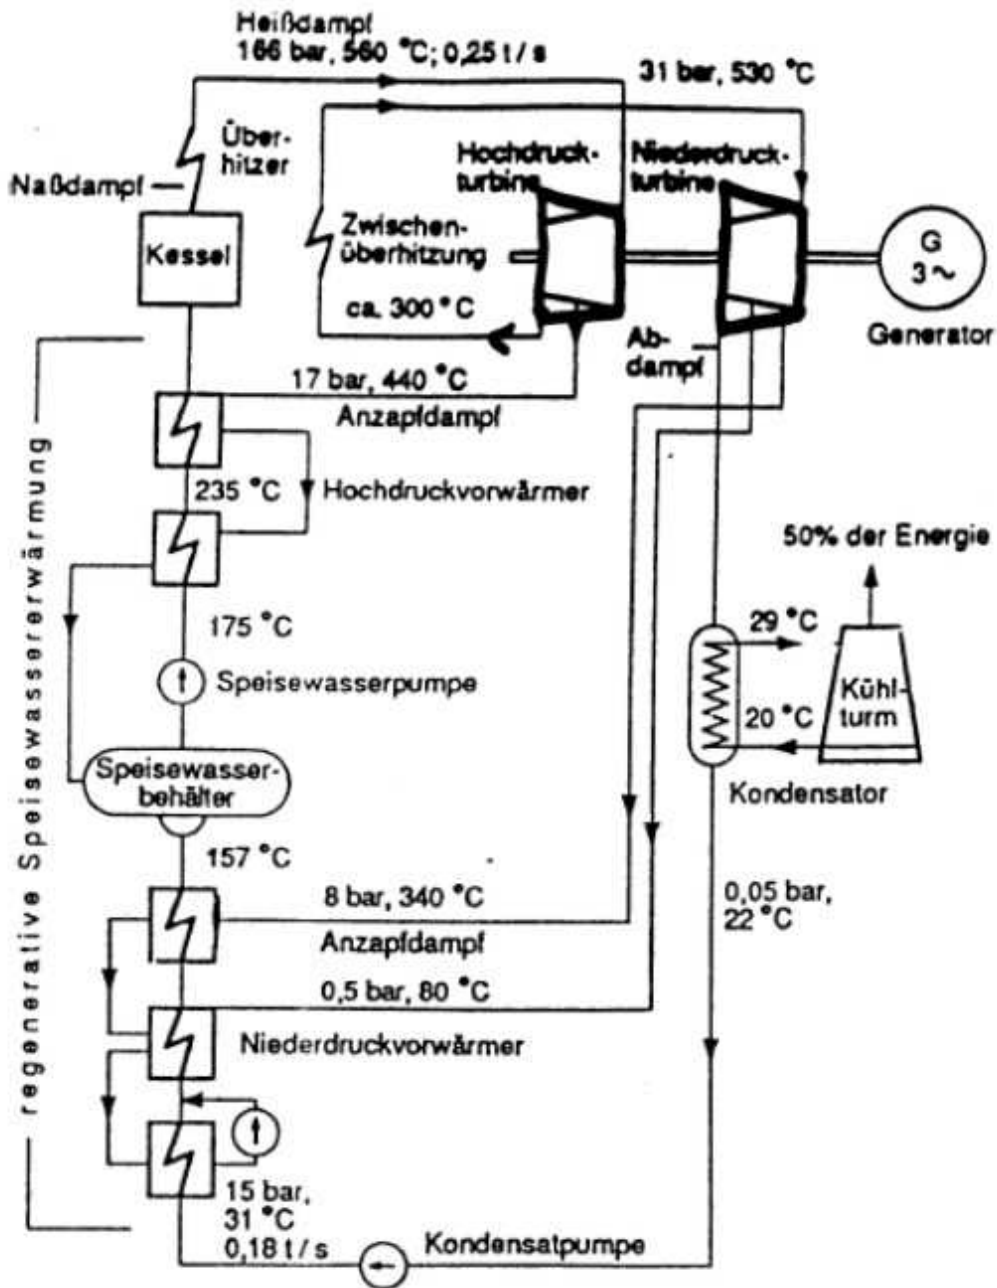 Heißdampf
166 bar, 560 °C; 0,25 t/s
31 bar, 530 °C
Über-
hitzer
Naßdampf
Hochdruck-
turbine
Niederdruck-
turbine
Kessel
Zwischen-
überhitzung
ca. 300 °C
G
3~
Generator
Ab-
dampf
17 bar, 440 °C
Anzapfdampf
235 °C
Hochdruckvorwärmer
50% der Energie
175 °C
29 °C
Speisewasserpumpe
20 °C
Kühl-
turm
Speisewasser-
behälter
Kondensator
157 °C
8 bar, 340 °C
Anzapfdampf
0,05 bar,
22 °C
0,5 bar, 80 °C
Niederdruckvorwärmer
15 bar,
31 °C
0,18 t/s
Kondensatpumpe
regenerative Speisewassererwärmung